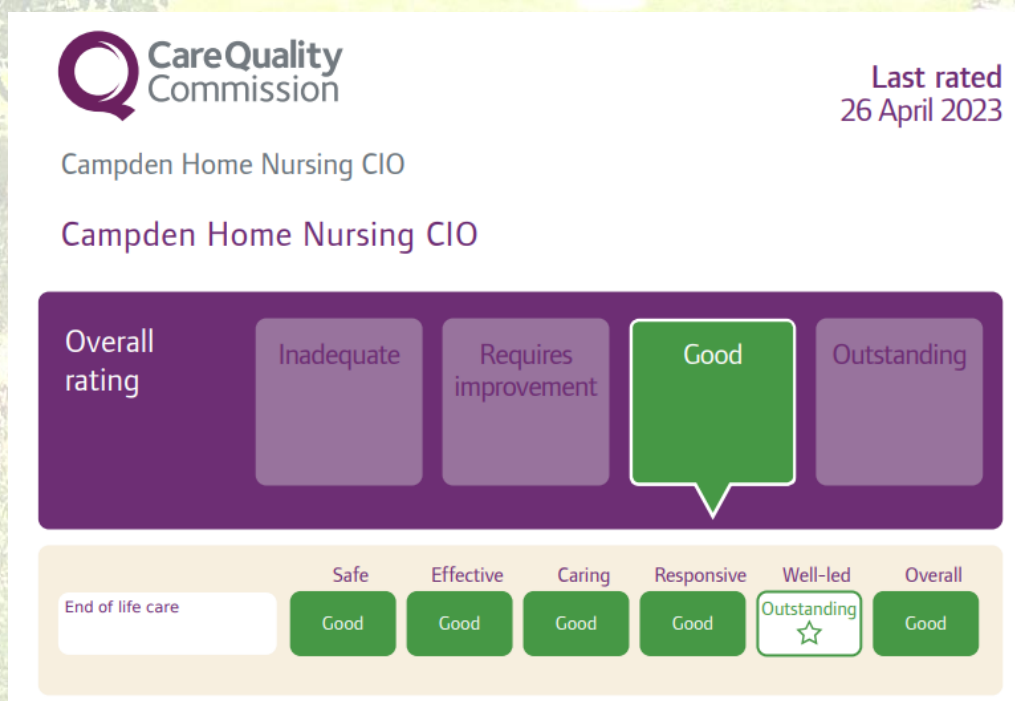 CareQuality
Commission
Last rated
26 April 2023
Campden Home Nursing CIO
Campden Home Nursing CIO
Overall
rating
Inadequate
Requires
improvement
Good
Outstanding
Safe Effective Caring Responsive Well-led Overall
End of life care
Good Good Good Good Outstanding Good